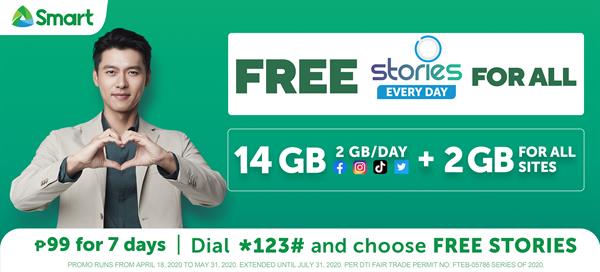 Smart
FREE stories FOR ALL
EVERY DAY
14 GB 2 GB/DAY + 2 GB FOR ALL
SITES
₱99 for 7 days | Dial *123# and choose FREE STORIES
PROMO RUNS FROM APRIL 18, 2020 TO MAY 31, 2020. EXTENDED UNTIL JULY 31, 2020. PER DTI FAIR TRADE PERMIT NO. FTEB-05786 SERIES OF 2020.